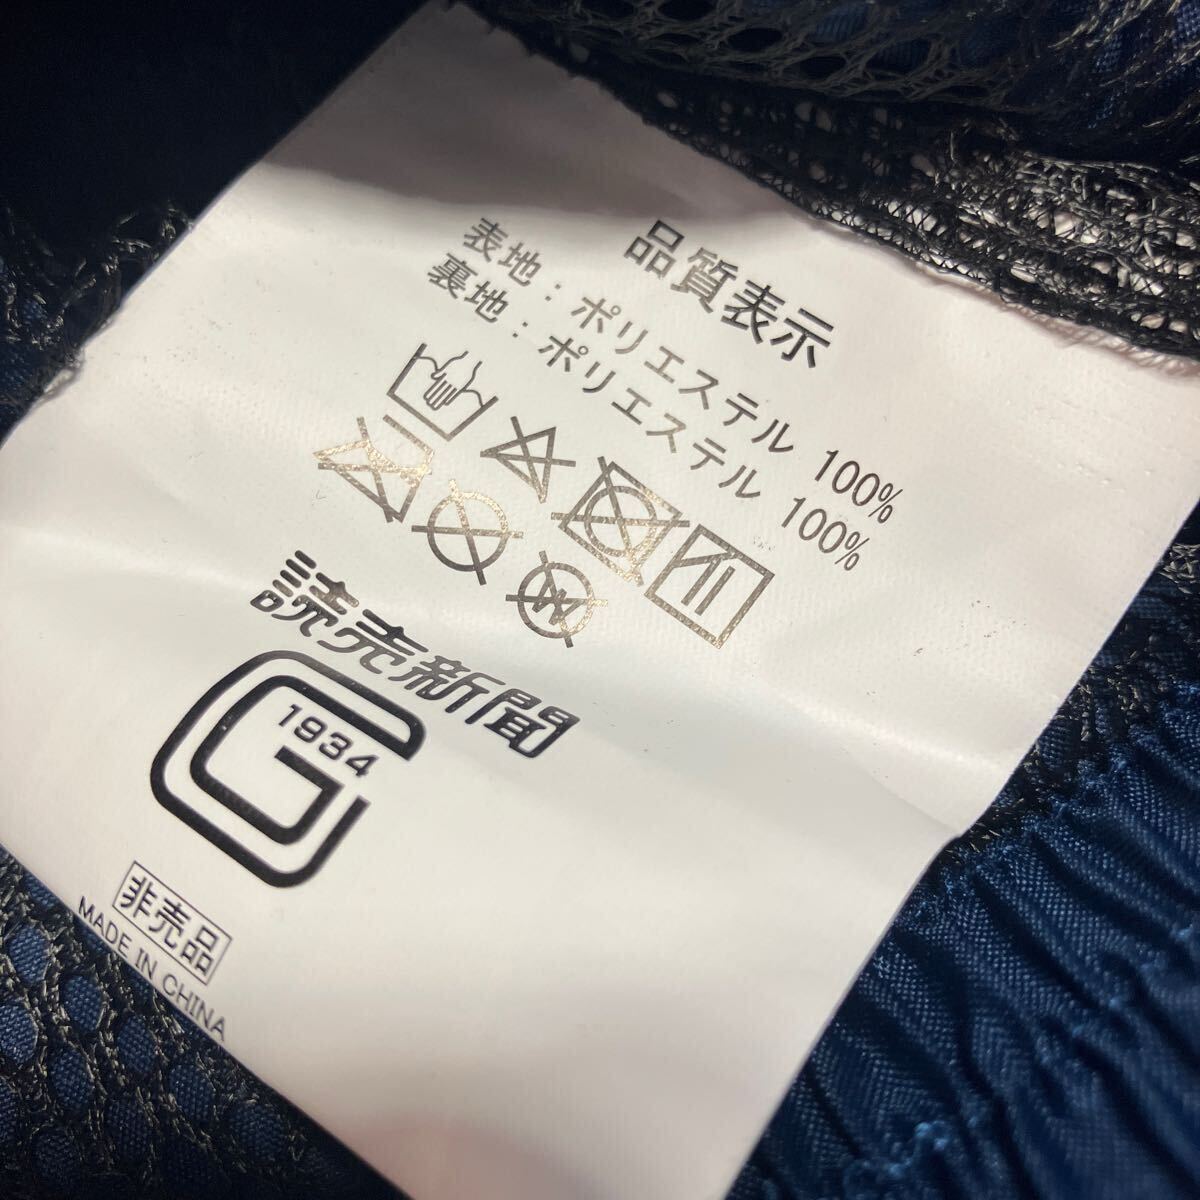 品質表示
表地：ポリエステル 100%
裏地：ポリエステル 100%
読売新聞
1934
非売品
MADE IN CHINA